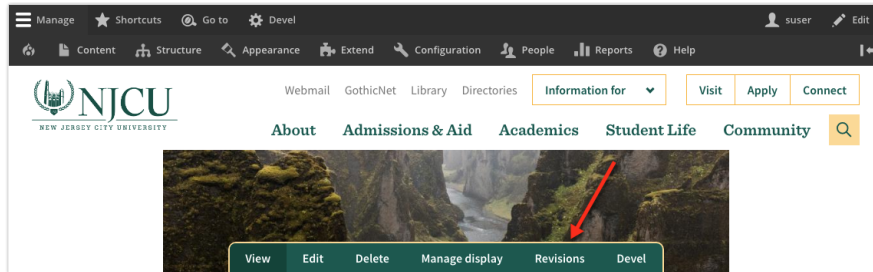 Manage Shortcuts Go to Devel suser Edit
Content Structure Appearance Extend Configuration People Reports Help
Webmail GothicNet Library Directories Information for Visit Apply Connect
NJCU
NEW JERSEY CITY UNIVERSITY
About Admissions & Aid Academics Student Life Community
View Edit Delete Manage display Revisions Devel